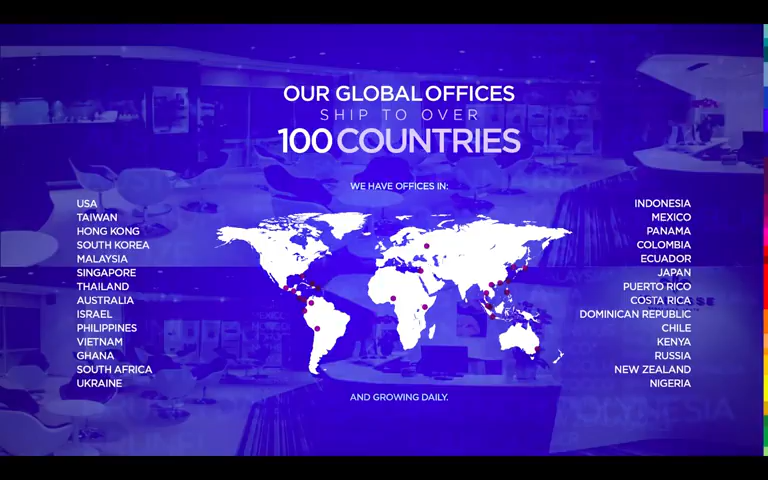 OUR GLOBAL OFFICES
SHIP TO OVER
100 COUNTRIES
WE HAVE OFFICES IN:
USA
TAIWAN
HONG KONG
SOUTH KOREA
MALAYSIA
SINGAPORE
THAILAND
AUSTRALIA
ISRAEL
PHILIPPINES
VIETNAM
GHANA
SOUTH AFRICA
UKRAINE
INDONESIA
MEXICO
PANAMA
COLOMBIA
ECUADOR
JAPAN
PUERTO RICO
COSTA RICA
DOMINICAN REPUBLIC
CHILE
KENYA
RUSSIA
NEW ZEALAND
NIGERIA
AND GROWING DAILY.